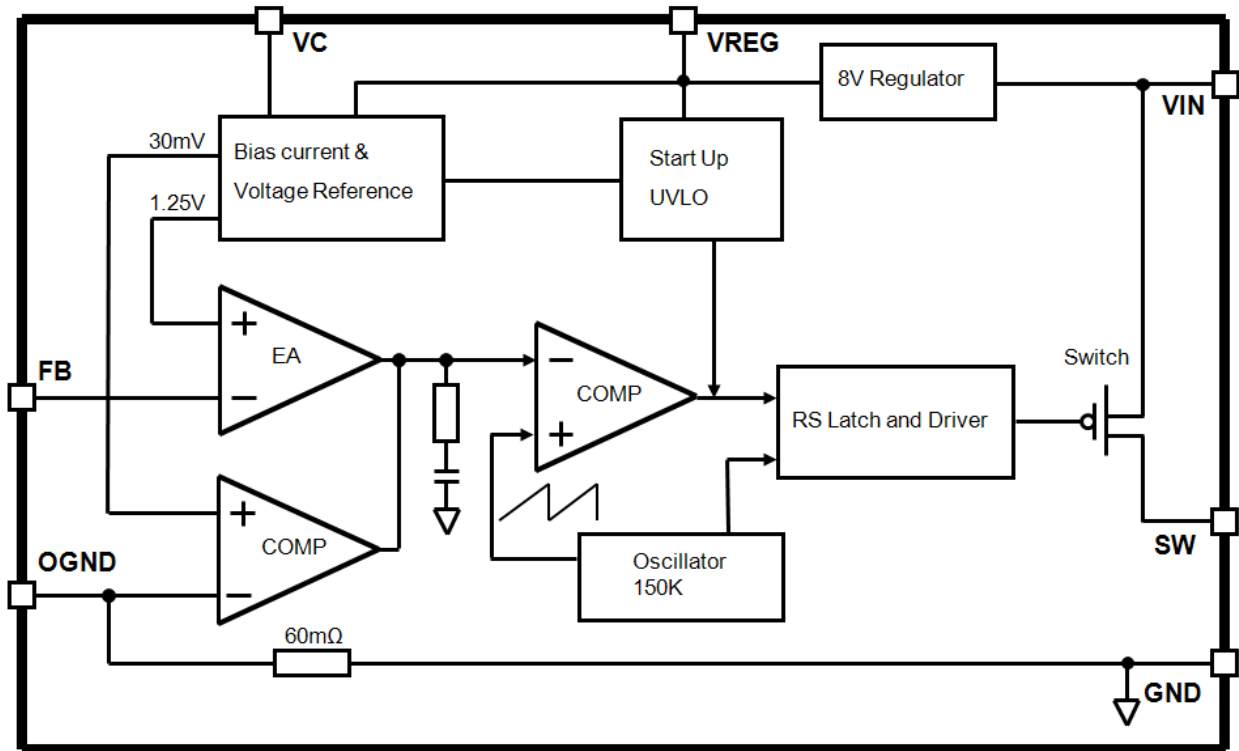 VC
VREG
8V Regulator
VIN
30mV
Bias current &
Voltage Reference
Start Up
UVLO
1.25V
+
EA
−
FB
−
COMP
+
Switch
RS Latch and Driver
+
COMP
−
OGND
Oscillator
150K
SW
60mΩ
GND